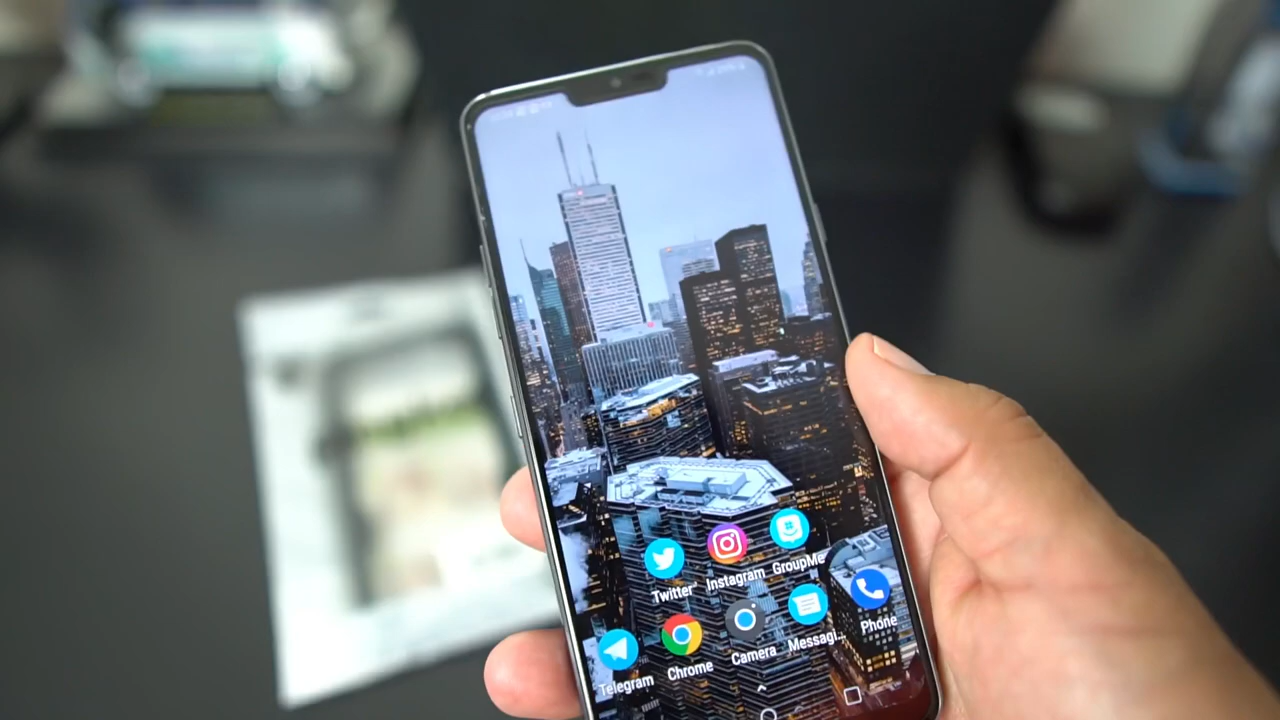 Twitter
Instagram
GroupMe
Telegram
Chrome
Camera
Messagi...
Phone